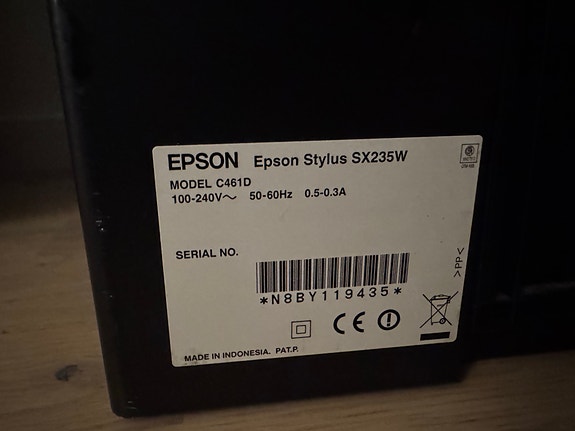 EPSON Epson Stylus SX235W
MODEL C461D
100-240V～ 50-60Hz 0.5-0.3A
SERIAL NO.
*N8BY119435*
>PP<
CE
MADE IN INDONESIA. PAT.P.